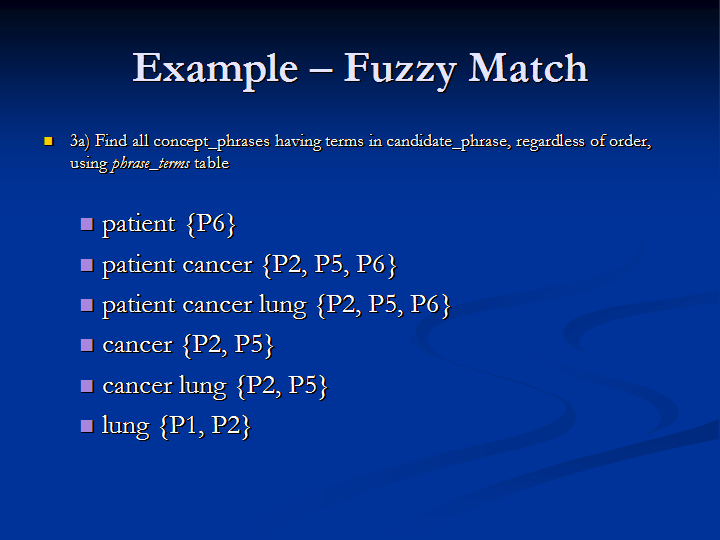 Example – Fuzzy Match
3a) Find all concept_phrases having terms in candidate_phrase, regardless of order,
using phrase_terms table
patient {P6}
patient cancer {P2, P5, P6}
patient cancer lung {P2, P5, P6}
cancer {P2, P5}
cancer lung {P2, P5}
lung {P1, P2}